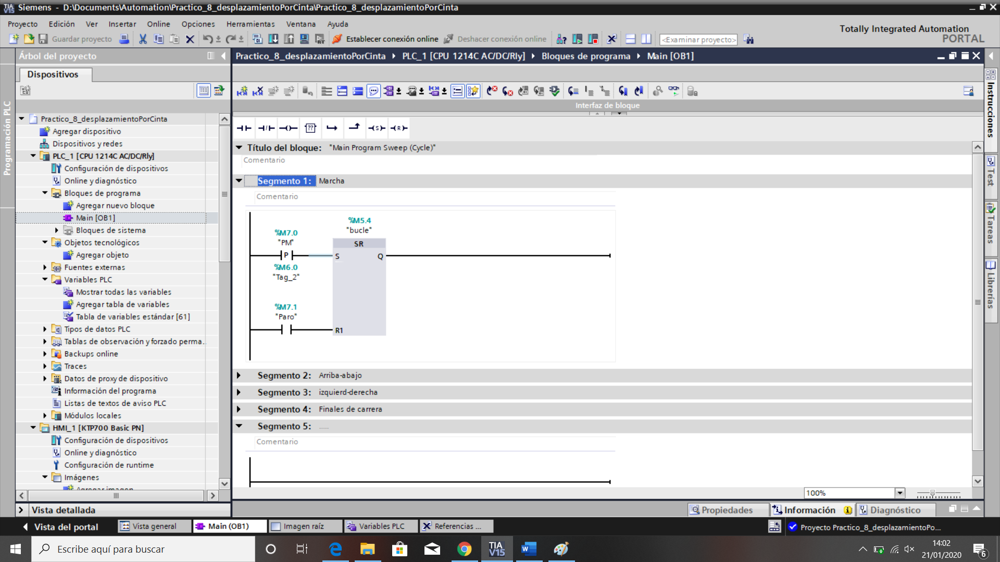 Siemens - D:\Documents\Automation\Practico_8_desplazamientoPorCinta\Practico_8_desplazamientoPorCinta
Proyecto Edición Ver Insertar Online Opciones Herramientas Ventana Ayuda
Totally Integrated Automation
PORTAL
Guardar proyecto
Establecer conexión online
Deshacer conexión online
<Examinar proyecto>
Árbol del proyecto
Practico_8_desplazamientoPorCinta PLC_1 [CPU 1214C AC/DC/Rly] Bloques de programa Main [OB1]
Dispositivos
Programación PLC
Interfaz de bloque
Practico_8_desplazamientoPorCinta
Agregar dispositivo
Dispositivos y redes
PLC_1 [CPU 1214C AC/DC/Rly]
Configuración de dispositivos
Online y diagnóstico
Bloques de programa
Agregar nuevo bloque
Main [OB1]
Bloques de sistema
Objetos tecnológicos
Agregar objeto
Fuentes externas
Variables PLC
Mostrar todas las variables
Agregar tabla de variables
Tabla de variables estándar [61]
Tipos de datos PLC
Tablas de observación y forzado perma..
Backups online
Traces
Datos de proxy de dispositivo
Información del programa
Listas de textos de aviso PLC
Módulos locales
HMI_1 [KTP700 Basic PN]
Configuración de dispositivos
Online y diagnóstico
Configuración de runtime
Imágenes
Agregar imagen
Vista detallada
Título del bloque: "Main Program Sweep (Cycle)"
Comentario
Segmento 1: Marcha
Comentario
%M5.4
"bucle"
%M7.0
"PM"
SR
P
S Q
%M6.0
"Tag_2"
%M7.1
"Paro"
R1
Segmento 2: Arriba-abajo
Segmento 3: izquierd-derecha
Segmento 4: Finales de carrera
Segmento 5: .....
Comentario
100%
Instrucciones
Test
Tareas
Librerías
Propiedades
Información
Diagnóstico
Vista del portal
Vista general
Main (OB1)
Imagen raíz
Variables PLC
Referencias ...
Proyecto Practico_8_desplazamientoPo...
Escribe aquí para buscar
TIA
V15
14:02
21/01/2020
6